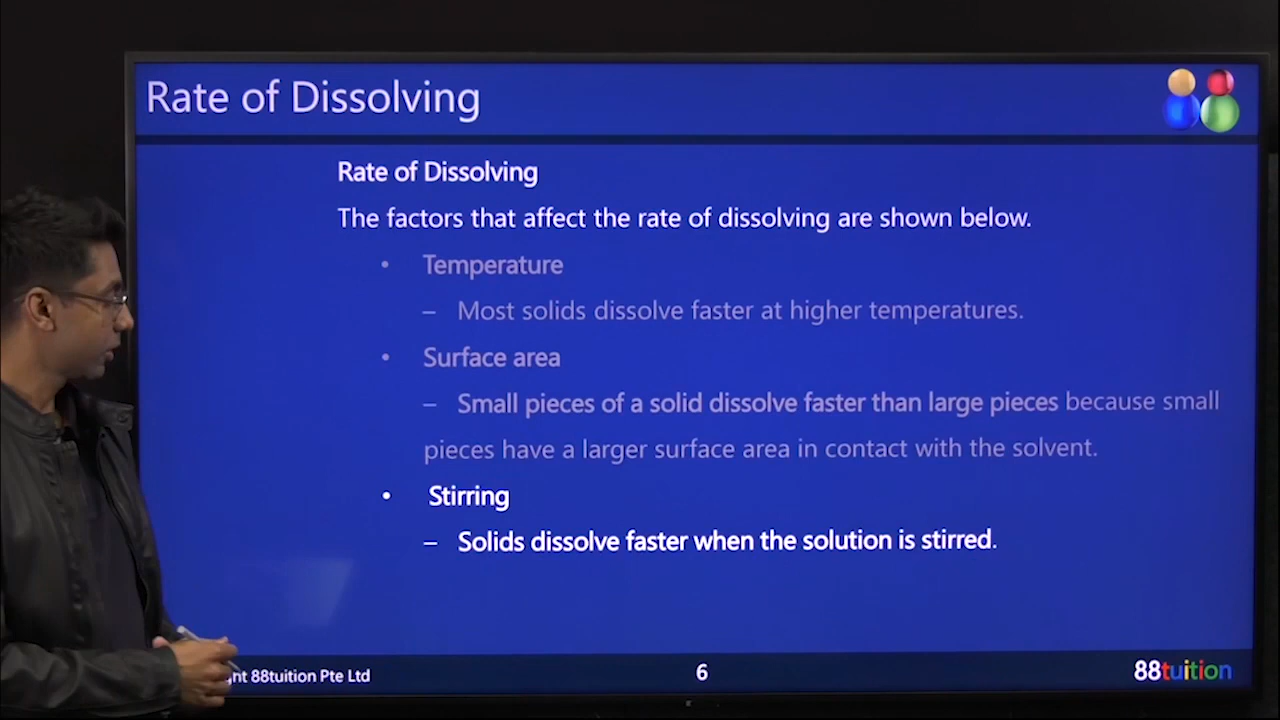 Rate of Dissolving
Rate of Dissolving
The factors that affect the rate of dissolving are shown below.
• Temperature
– Most solids dissolve faster at higher temperatures.
• Surface area
– Small pieces of a solid dissolve faster than large pieces because small
pieces have a larger surface area in contact with the solvent.
• Stirring
– Solids dissolve faster when the solution is stirred.
88tuition Pte Ltd
6
88tuition